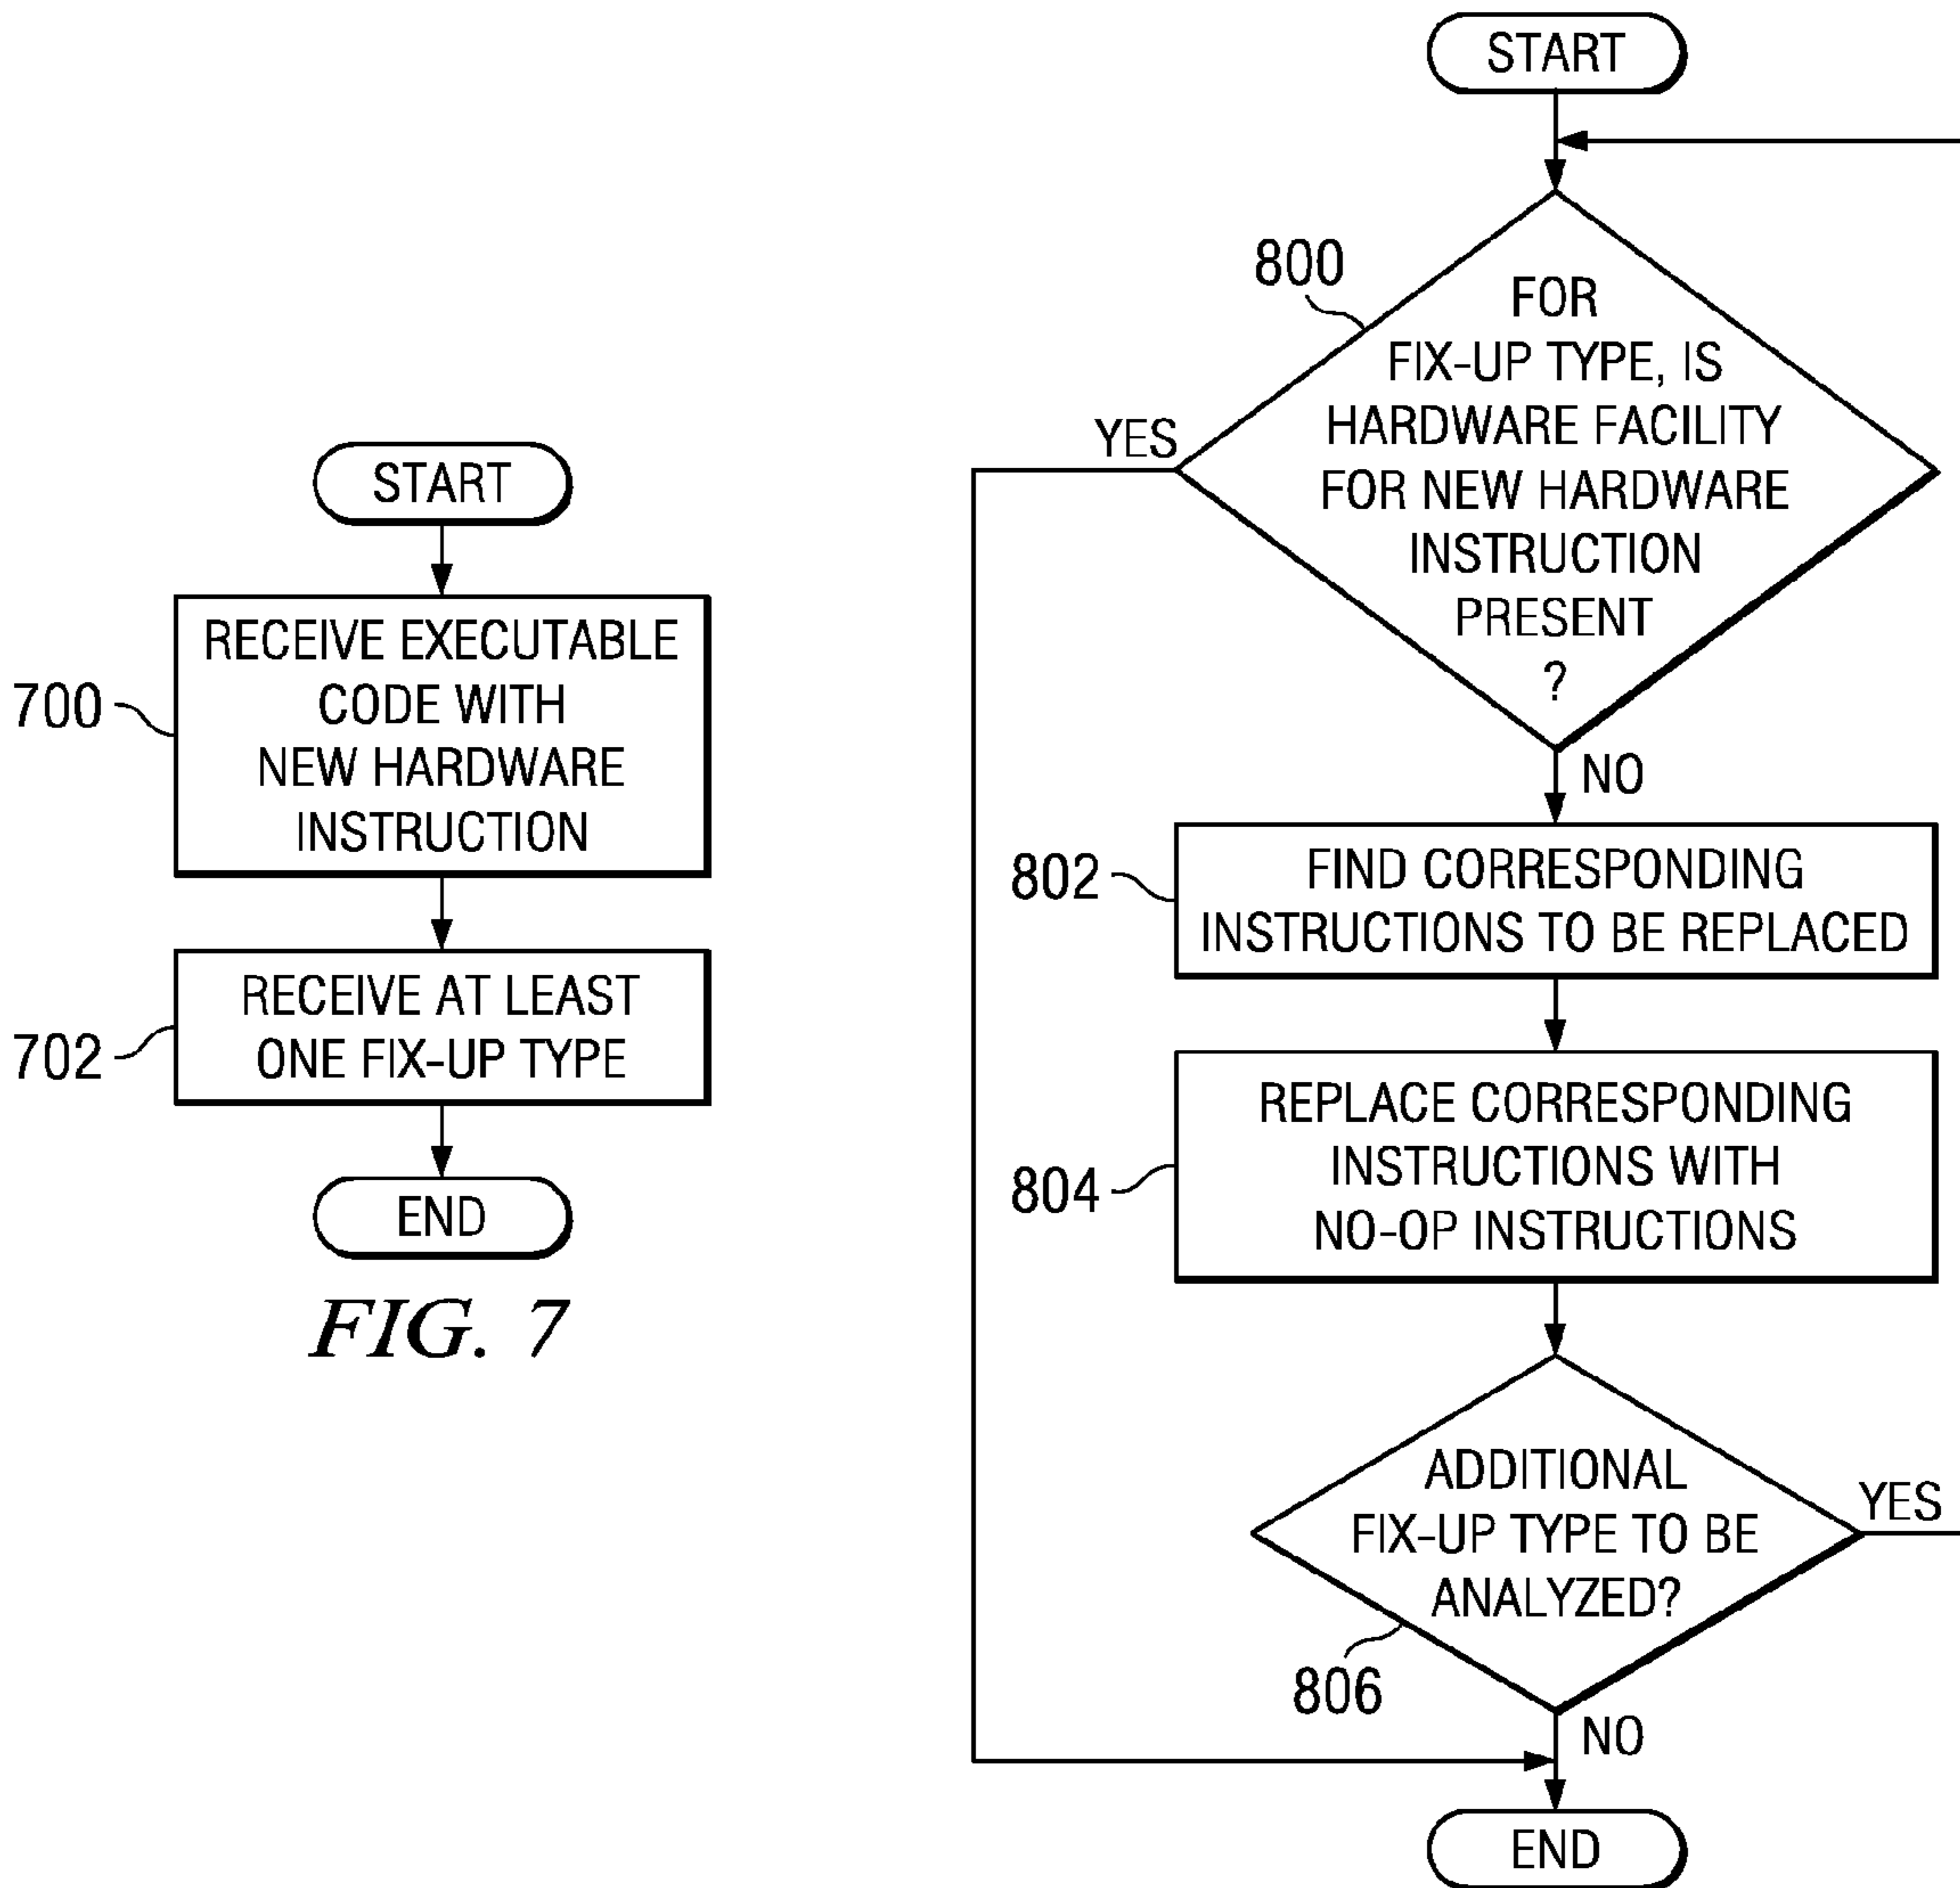 START
700
RECEIVE EXECUTABLE
CODE WITH
NEW HARDWARE
INSTRUCTION
702
RECEIVE AT LEAST
ONE FIX-UP TYPE
END
FIG. 7
START
800
FOR
FIX-UP TYPE, IS
HARDWARE FACILITY
FOR NEW HARDWARE
INSTRUCTION
PRESENT
?
YES
NO
802
FIND CORRESPONDING
INSTRUCTIONS TO BE REPLACED
804
REPLACE CORRESPONDING
INSTRUCTIONS WITH
NO-OP INSTRUCTIONS
ADDITIONAL
FIX-UP TYPE TO BE
ANALYZED?
YES
806
NO
END